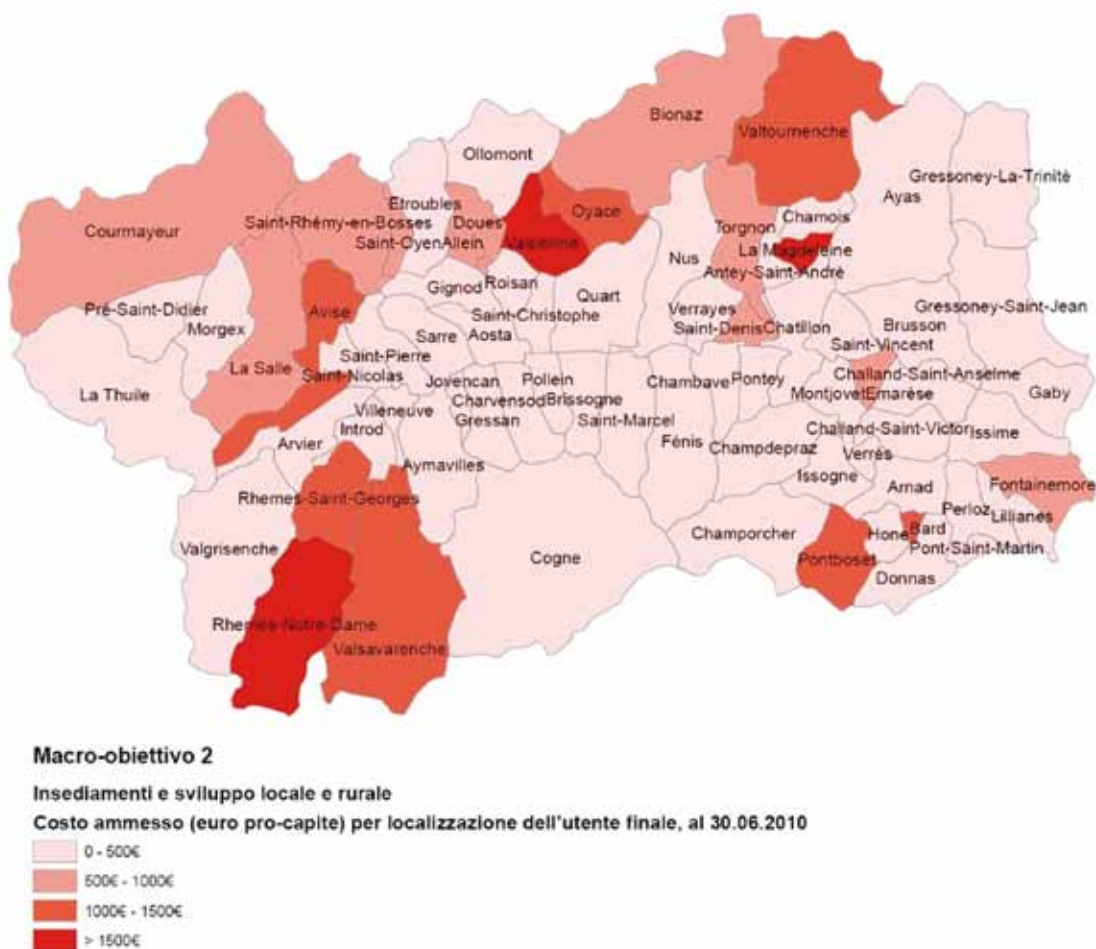 Bionaz
Valtournenche
Ollomont
Gressoney-La-Trinitè
Ayas
Etroubles
Saint-Rhémy-en-Bosses
Doues
Oyace
Chamois
Courmayeur
Torgnon
Saint-Oyen
Allein
Valpelline
La Magdeleine
Nus
Antey-Saint-André
Gignod
Roisan
Quart
Pré-Saint-Didier
Avise
Saint-Christophe
Verrayes
Gressoney-Saint-Jean
Morgex
Sarre
Aosta
Saint-Denis
Chatillon
Brusson
Saint-Vincent
Saint-Pierre
La Salle
Saint-Nicolas
Jovencan
Pollein
Chambave
Pontey
Challand-Saint-Anselme
La Thuile
Charvensod
Brissogne
Montjovet
Emarèse
Gaby
Villeneuve
Gressan
Saint-Marcel
Introd
Challand-Saint-Victor
Issime
Arvier
Fénis
Champdepraz
Verrès
Aymavilles
Issogne
Rhemes-Saint-Georges
Arnad
Fontainemore
Perloz
Lillianes
Valgrisenche
Champorcher
Hone
Bard
Cogne
Pontboset
Pont-Saint-Martin
Donnas
Rhemes-Notre-Dame
Valsavarenche
Macro-obiettivo 2
Insediamenti e sviluppo locale e rurale
Costo ammesso (euro pro-capite) per localizzazione dell'utente finale, al 30.06.2010
0 - 500€
500€ - 1000€
1000€ - 1500€
> 1500€